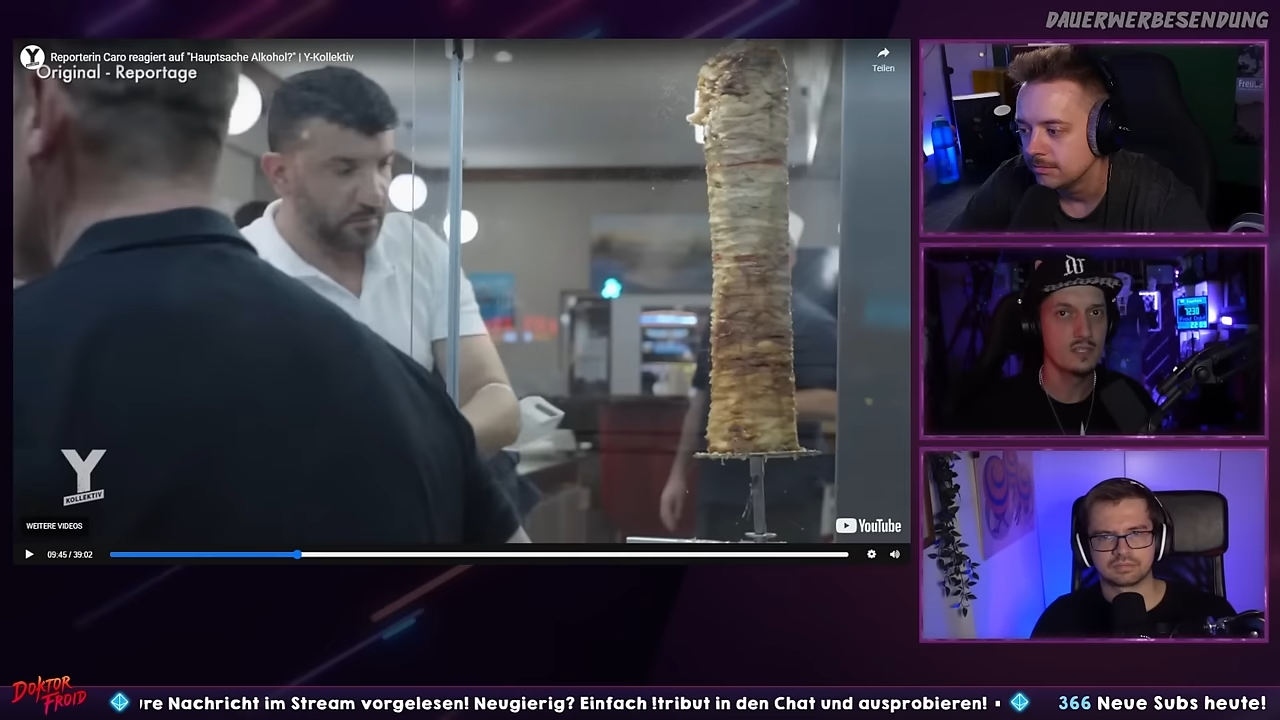 DAUERWERBESENDUNG
Reporterin Caro reagiert auf "Hauptsache Alkohol?" | Y-Kollektiv
Original - Reportage
Teilen
Y
KOLLEKTIV
WEITERE VIDEOS
YouTube
09:45 / 39:02
DOKTOR
FROID
re Nachricht im Stream vorgelesen! Neugierig? Einfach !tribut in den Chat und ausprobieren! •
366 Neue Subs heute!